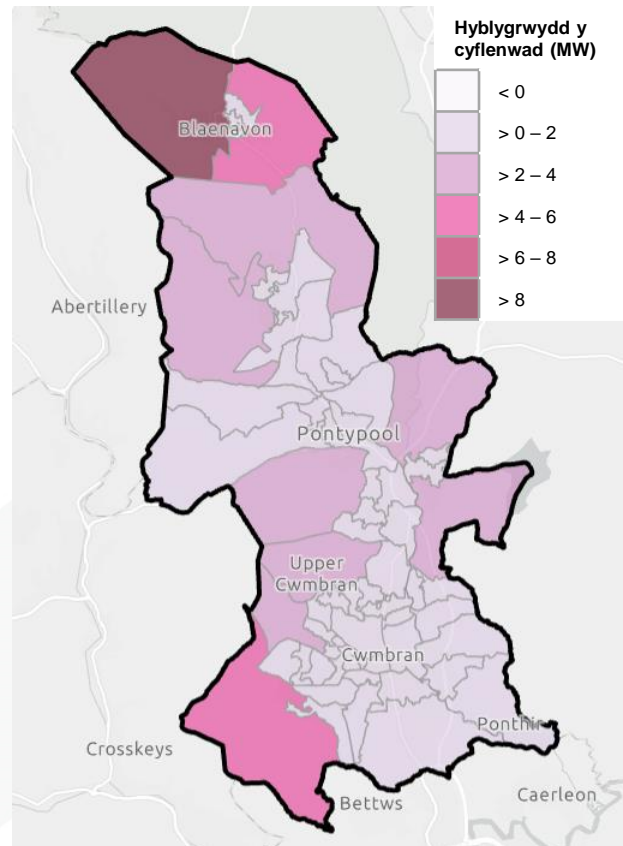 Hyblygrwydd y
cyflenwad (MW)
< 0
> 0 – 2
> 2 – 4
> 4 – 6
> 6 – 8
> 8
Blaenavon
Abertillery
Pontypool
Upper
Cwmbran
Cwmbran
Ponthir
Crosskeys
Bettws
Caerleon